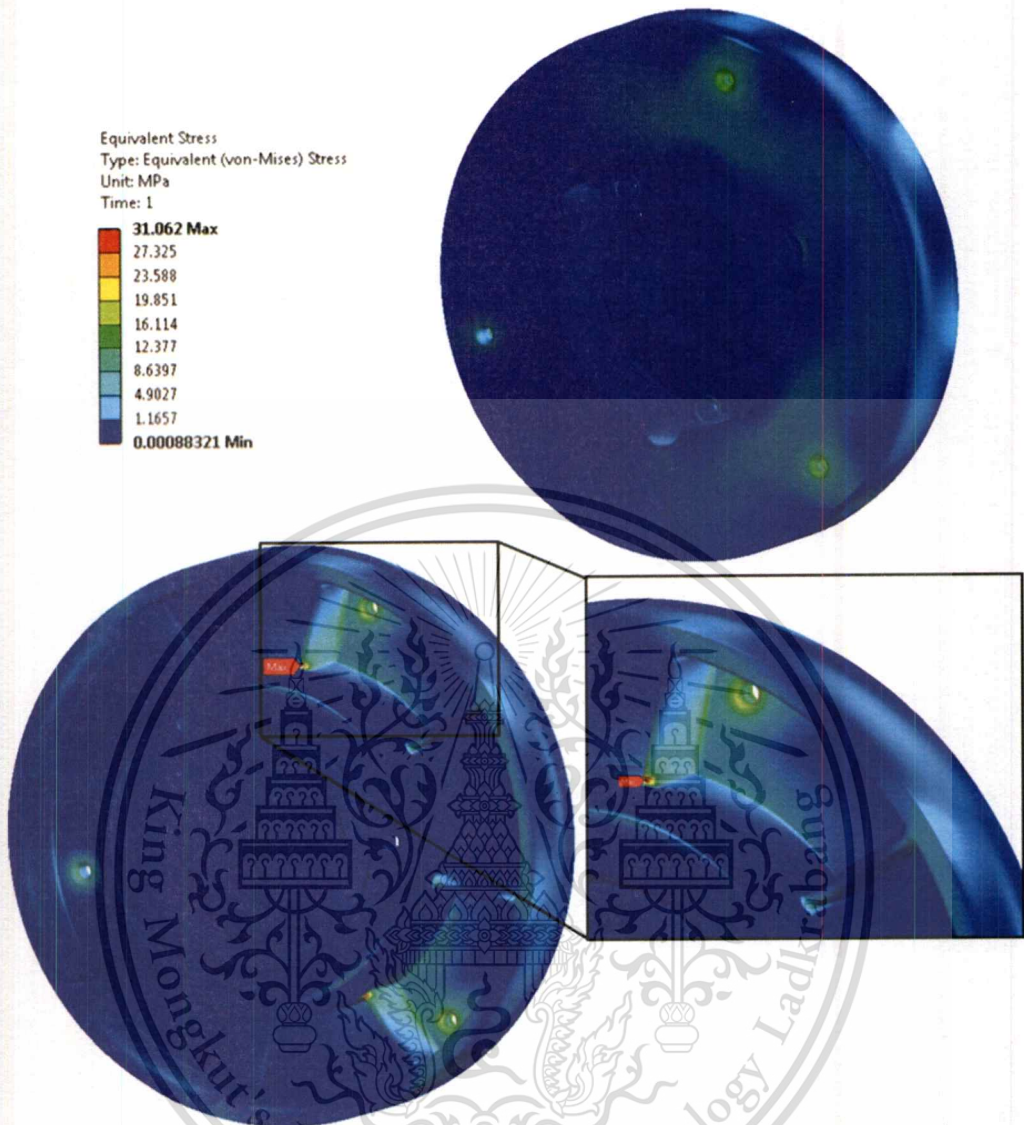 Equivalent Stress
Type: Equivalent (von-Mises) Stress
Unit: MPa
Time: 1
31.062 Max
27.325
23.588
19.851
16.114
12.377
8.6397
4.9027
1.1657
0.00088321 Min
Max
King Mongkut's
logy Ladkrabang